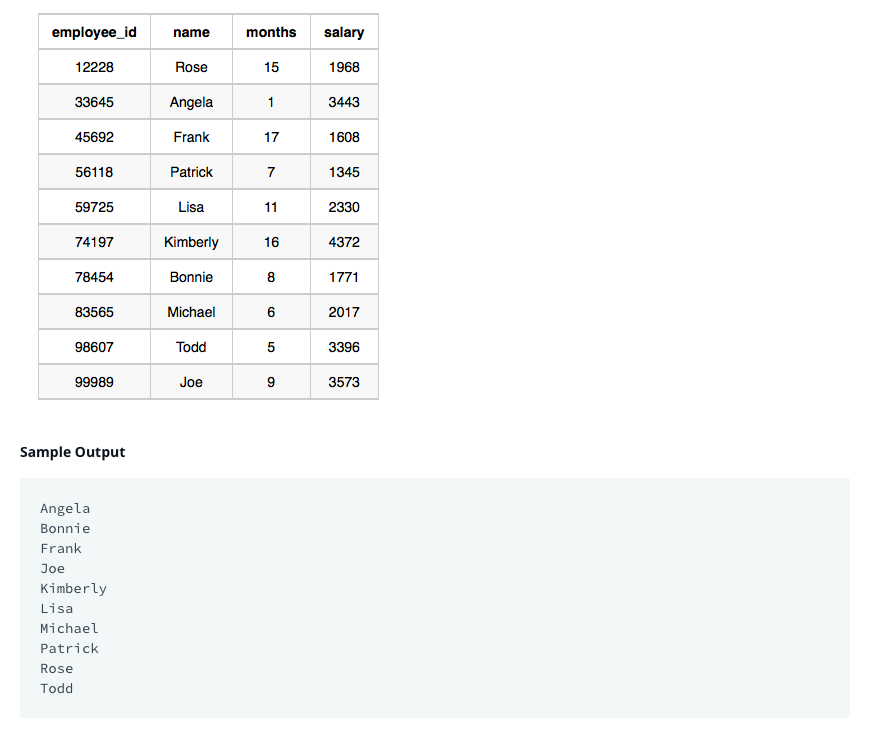 employee_id name months salary
12228 Rose 15 1968
33645 Angela 1 3443
45692 Frank 17 1608
56118 Patrick 7 1345
59725 Lisa 11 2330
74197 Kimberly 16 4372
78454 Bonnie 8 1771
83565 Michael 6 2017
98607 Todd 5 3396
99989 Joe 9 3573
Sample Output
Angela
Bonnie
Frank
Joe
Kimberly
Lisa
Michael
Patrick
Rose
Todd